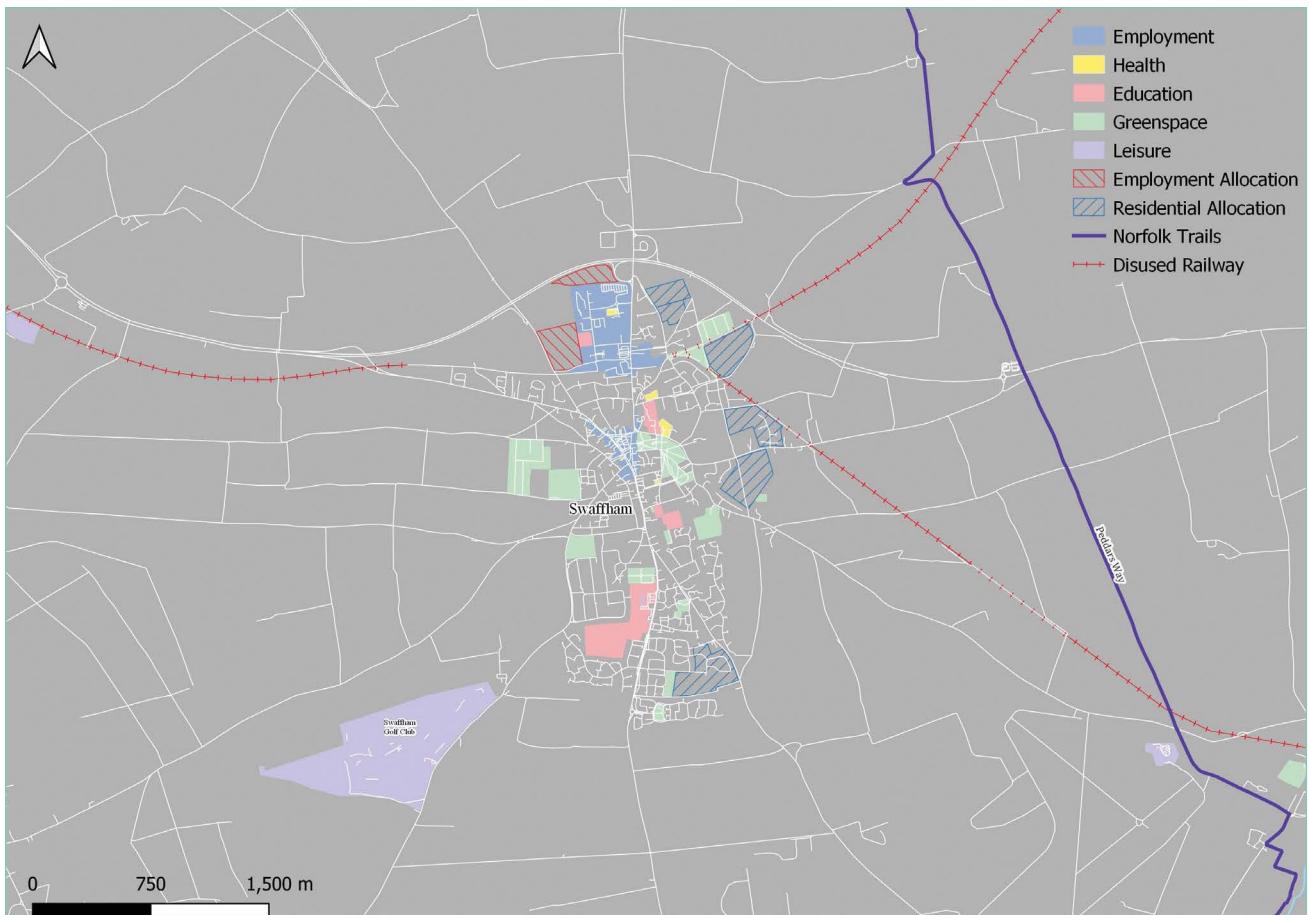 Employment
Health
Education
Greenspace
Leisure
Employment Allocation
Residential Allocation
Norfolk Trails
Disused Railway
Swaffham
Peddars Way
Swaffham
Golf Club
0 750 1,500 m